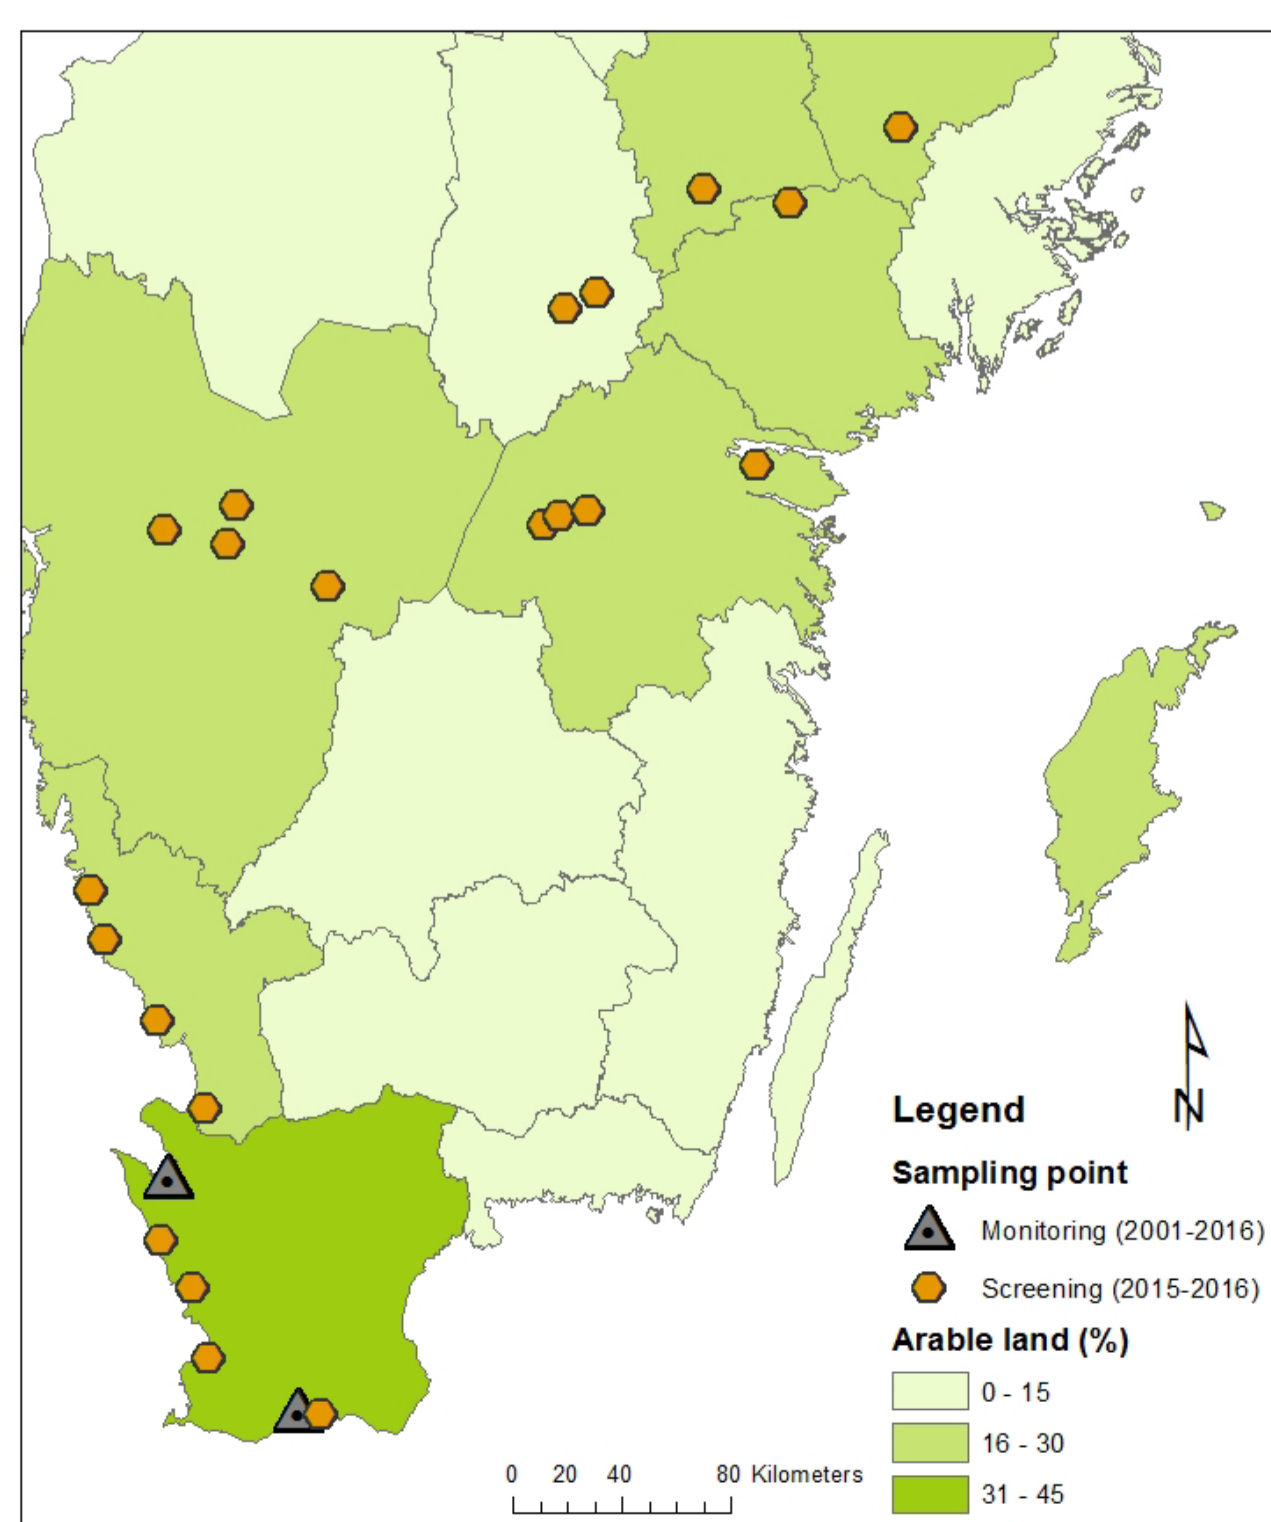 N
Legend
Sampling point
Monitoring (2001-2016)
Screening (2015-2016)
Arable land (%)
0 - 15
16 - 30
31 - 45
0 20 40 80 Kilometers